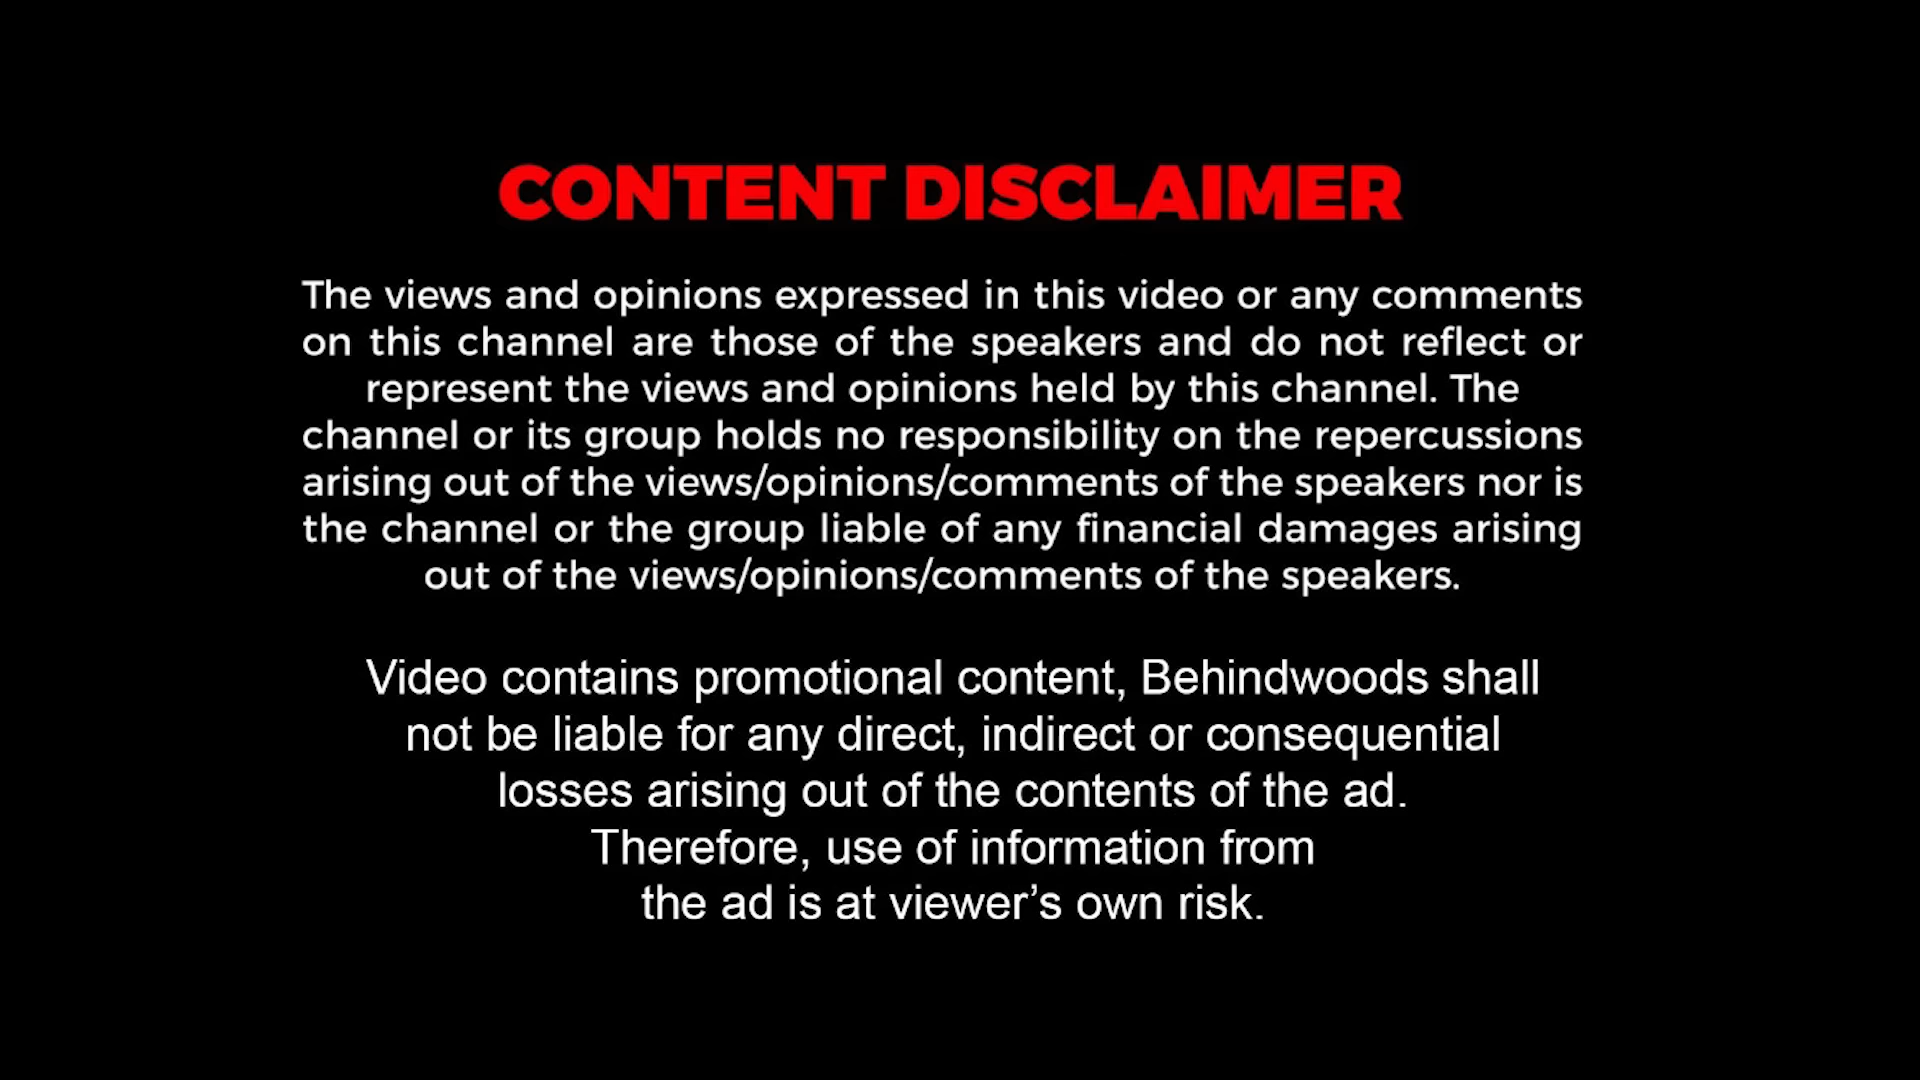 CONTENT DISCLAIMER
The views and opinions expressed in this video or any comments
on this channel are those of the speakers and do not reflect or
represent the views and opinions held by this channel. The
channel or its group holds no responsibility on the repercussions
arising out of the views/opinions/comments of the speakers nor is
the channel or the group liable of any financial damages arising
out of the views/opinions/comments of the speakers.
Video contains promotional content, Behindwoods shall
not be liable for any direct, indirect or consequential
losses arising out of the contents of the ad.
Therefore, use of information from
the ad is at viewer’s own risk.